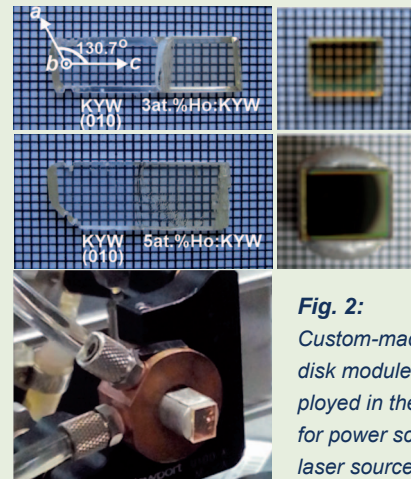 a
130.7°
b
c
KYW 3at.%Ho:KYW
(010)
KYW 5at.%Ho:KYW
(010)
Newport
Fig. 2:
Custom-mad
disk module
ployed in the
for power sc
laser source